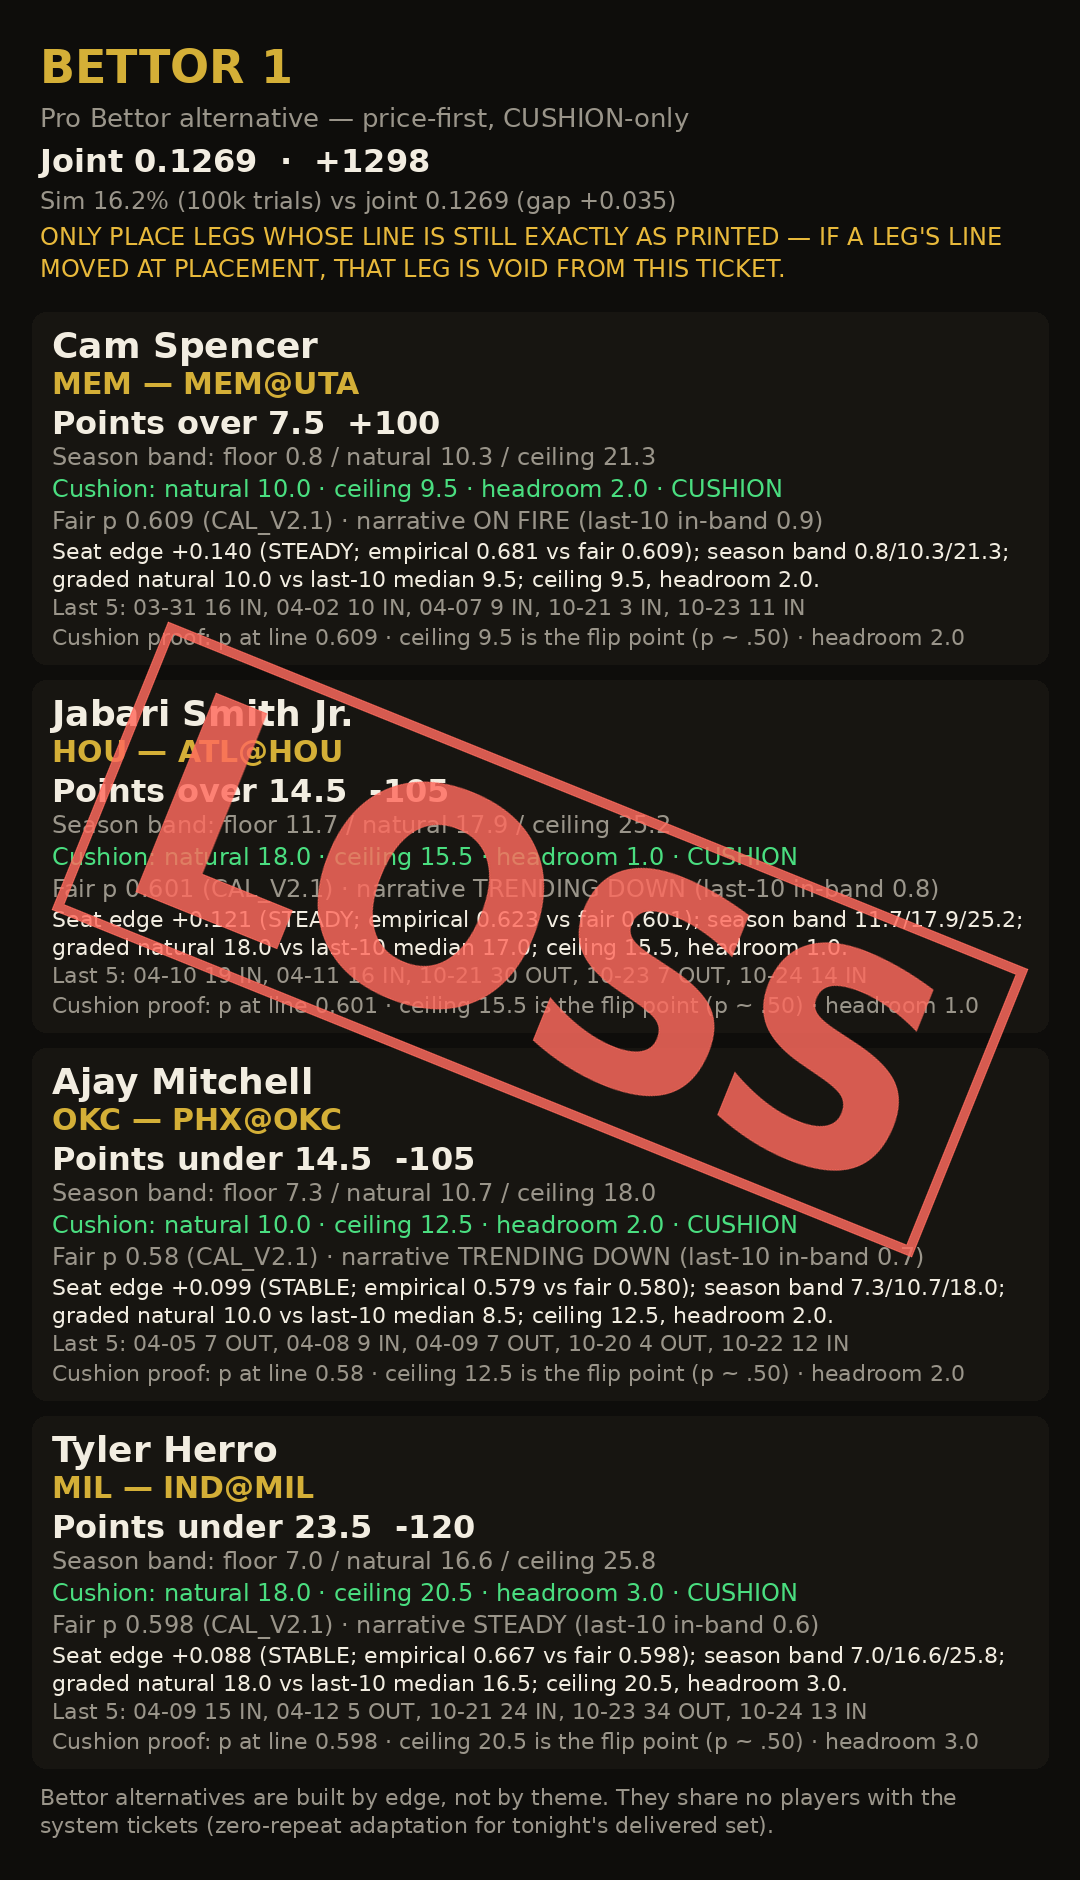 BETTOR 1
Pro Bettor alternative — price-first, CUSHION-only
Joint 0.1269 · +1298
Sim 16.2% (100k trials) vs joint 0.1269 (gap +0.035)
ONLY PLACE LEGS WHOSE LINE IS STILL EXACTLY AS PRINTED — IF A LEG'S LINE
MOVED AT PLACEMENT, THAT LEG IS VOID FROM THIS TICKET.
Cam Spencer
MEM — MEM@UTA
Points over 7.5 +100
Season band: floor 0.8 / natural 10.3 / ceiling 21.3
Cushion: natural 10.0 · ceiling 9.5 · headroom 2.0 · CUSHION
Fair p 0.609 (CAL_V2.1) · narrative ON FIRE (last-10 in-band 0.9)
Seat edge +0.140 (STEADY; empirical 0.681 vs fair 0.609); season band 0.8/10.3/21.3;
graded natural 10.0 vs last-10 median 9.5; ceiling 9.5, headroom 2.0.
Last 5: 03-31 16 IN, 04-02 10 IN, 04-07 9 IN, 10-21 3 IN, 10-23 11 IN
Cushion proof: p at line 0.609 · ceiling 9.5 is the flip point (p ~ .50) · headroom 2.0
Jabari Smith Jr.
HOU — ATL@HOU
Points over 14.5 -105
Season band: floor 11.7 / natural 17.9 / ceiling 25.2
Cushion: natural 18.0 · ceiling 15.5 · headroom 1.0 · CUSHION
Fair p 0.601 (CAL_V2.1) · narrative TRENDING DOWN (last-10 in-band 0.8)
Seat edge +0.121 (STEADY; empirical 0.623 vs fair 0.601); season band 11.7/17.9/25.2;
graded natural 18.0 vs last-10 median 17.0; ceiling 15.5, headroom 1.0.
Last 5: 04-10 19 IN, 04-11 16 IN, 10-21 30 OUT, 10-23 7 OUT, 10-24 14 IN
Cushion proof: p at line 0.601 · ceiling 15.5 is the flip point (p ~ .50) · headroom 1.0
LOSS
Ajay Mitchell
OKC — PHX@OKC
Points under 14.5 -105
Season band: floor 7.3 / natural 10.7 / ceiling 18.0
Cushion: natural 10.0 · ceiling 12.5 · headroom 2.0 · CUSHION
Fair p 0.58 (CAL_V2.1) · narrative TRENDING DOWN (last-10 in-band 0.7)
Seat edge +0.099 (STABLE; empirical 0.579 vs fair 0.580); season band 7.3/10.7/18.0;
graded natural 10.0 vs last-10 median 8.5; ceiling 12.5, headroom 2.0.
Last 5: 04-05 7 OUT, 04-08 9 IN, 04-09 7 OUT, 10-20 4 OUT, 10-22 12 IN
Cushion proof: p at line 0.58 · ceiling 12.5 is the flip point (p ~ .50) · headroom 2.0
Tyler Herro
MIL — IND@MIL
Points under 23.5 -120
Season band: floor 7.0 / natural 16.6 / ceiling 25.8
Cushion: natural 18.0 · ceiling 20.5 · headroom 3.0 · CUSHION
Fair p 0.598 (CAL_V2.1) · narrative STEADY (last-10 in-band 0.6)
Seat edge +0.088 (STABLE; empirical 0.667 vs fair 0.598); season band 7.0/16.6/25.8;
graded natural 18.0 vs last-10 median 16.5; ceiling 20.5, headroom 3.0.
Last 5: 04-09 15 IN, 04-12 5 OUT, 10-21 24 IN, 10-23 34 OUT, 10-24 13 IN
Cushion proof: p at line 0.598 · ceiling 20.5 is the flip point (p ~ .50) · headroom 3.0
Bettor alternatives are built by edge, not by theme. They share no players with the
system tickets (zero-repeat adaptation for tonight's delivered set).